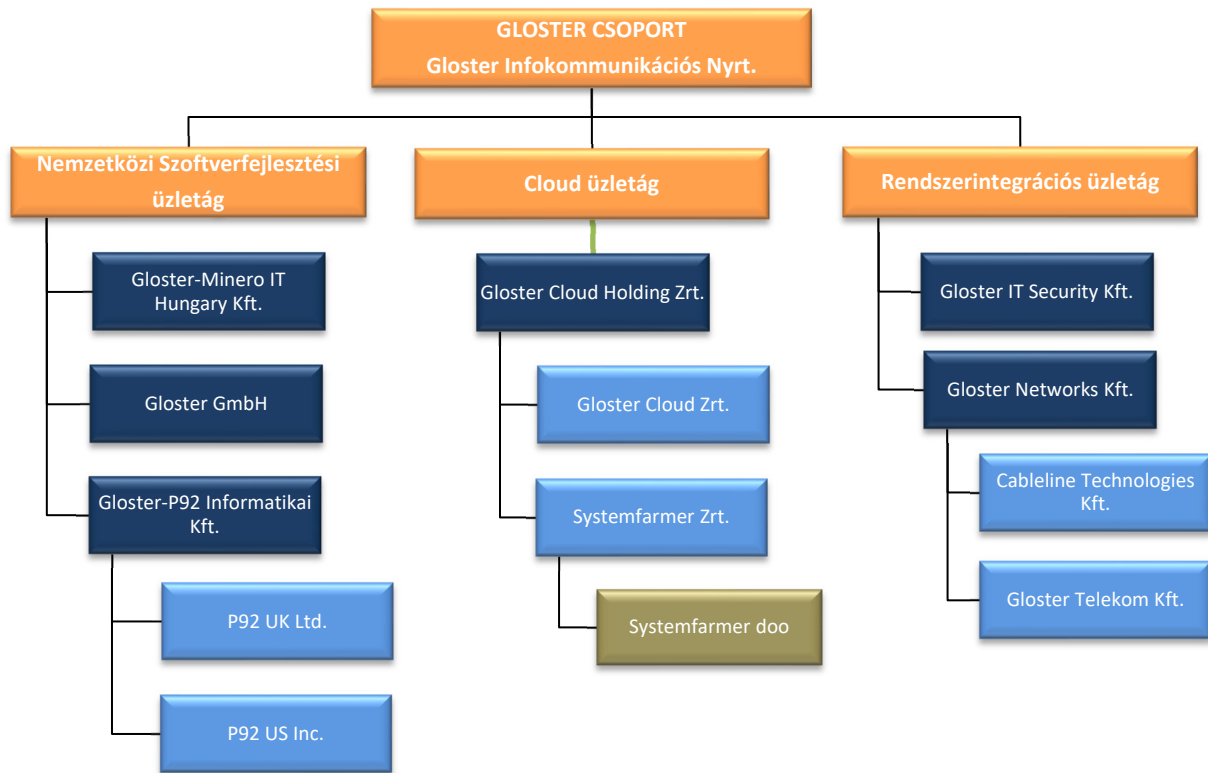 GLOSTER CSOPORT
Gloster Infokommunikációs Nyrt.
Nemzetközi Szoftverfejlesztési
üzletág
Gloster-Minero IT
Hungary Kft.
Gloster GmbH
Gloster-P92 Informatikai
Kft.
P92 UK Ltd.
P92 US Inc.
Cloud üzletág
Gloster Cloud Holding Zrt.
Gloster Cloud Zrt.
Systemfarmer Zrt.
Systemfarmer doo
Rendszerintegrációs üzletág
Gloster IT Security Kft.
Gloster Networks Kft.
Cableline Technologies
Kft.
Gloster Telekom Kft.